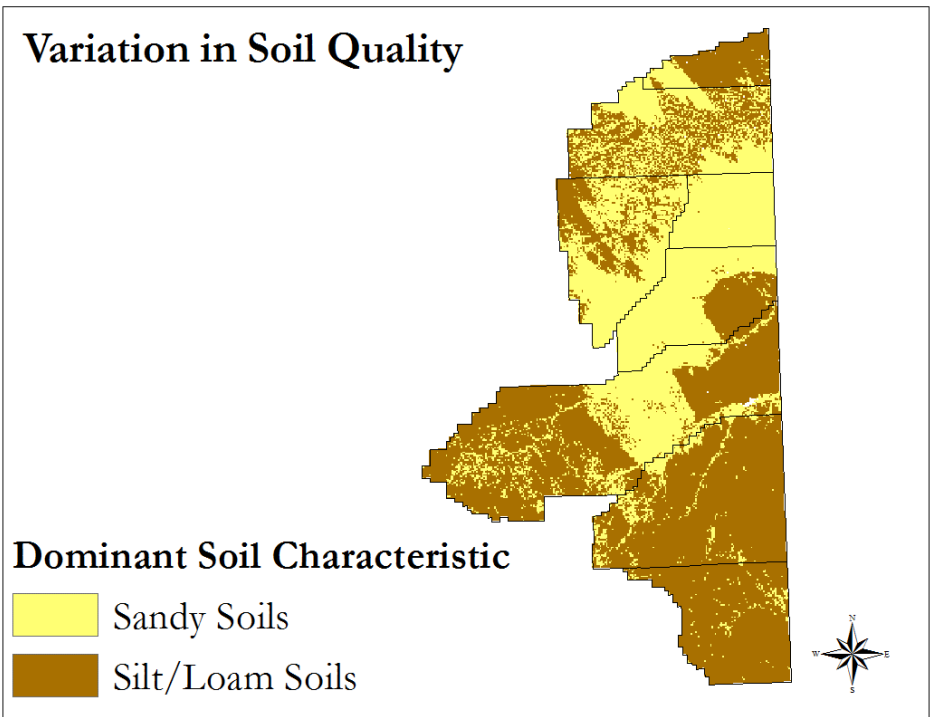 Variation in Soil Quality
Dominant Soil Characteristic
Sandy Soils
Silt/Loam Soils
N
W E
S